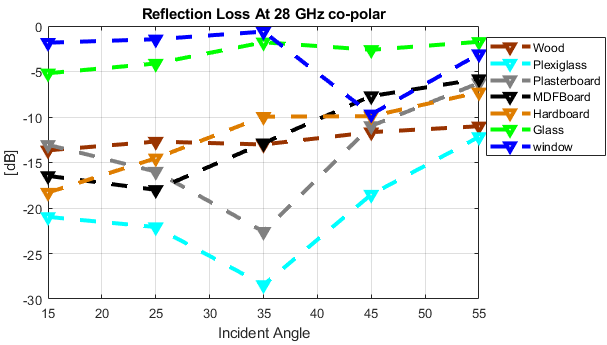 Reflection Loss At 28 GHz co-polar
0
-5
-10
-15
-20
-25
-30
[dB]
15 20 25 30 35 40 45 50 55
Incident Angle
Wood
Plexiglass
Plasterboard
MDFBoard
Hardboard
Glass
window